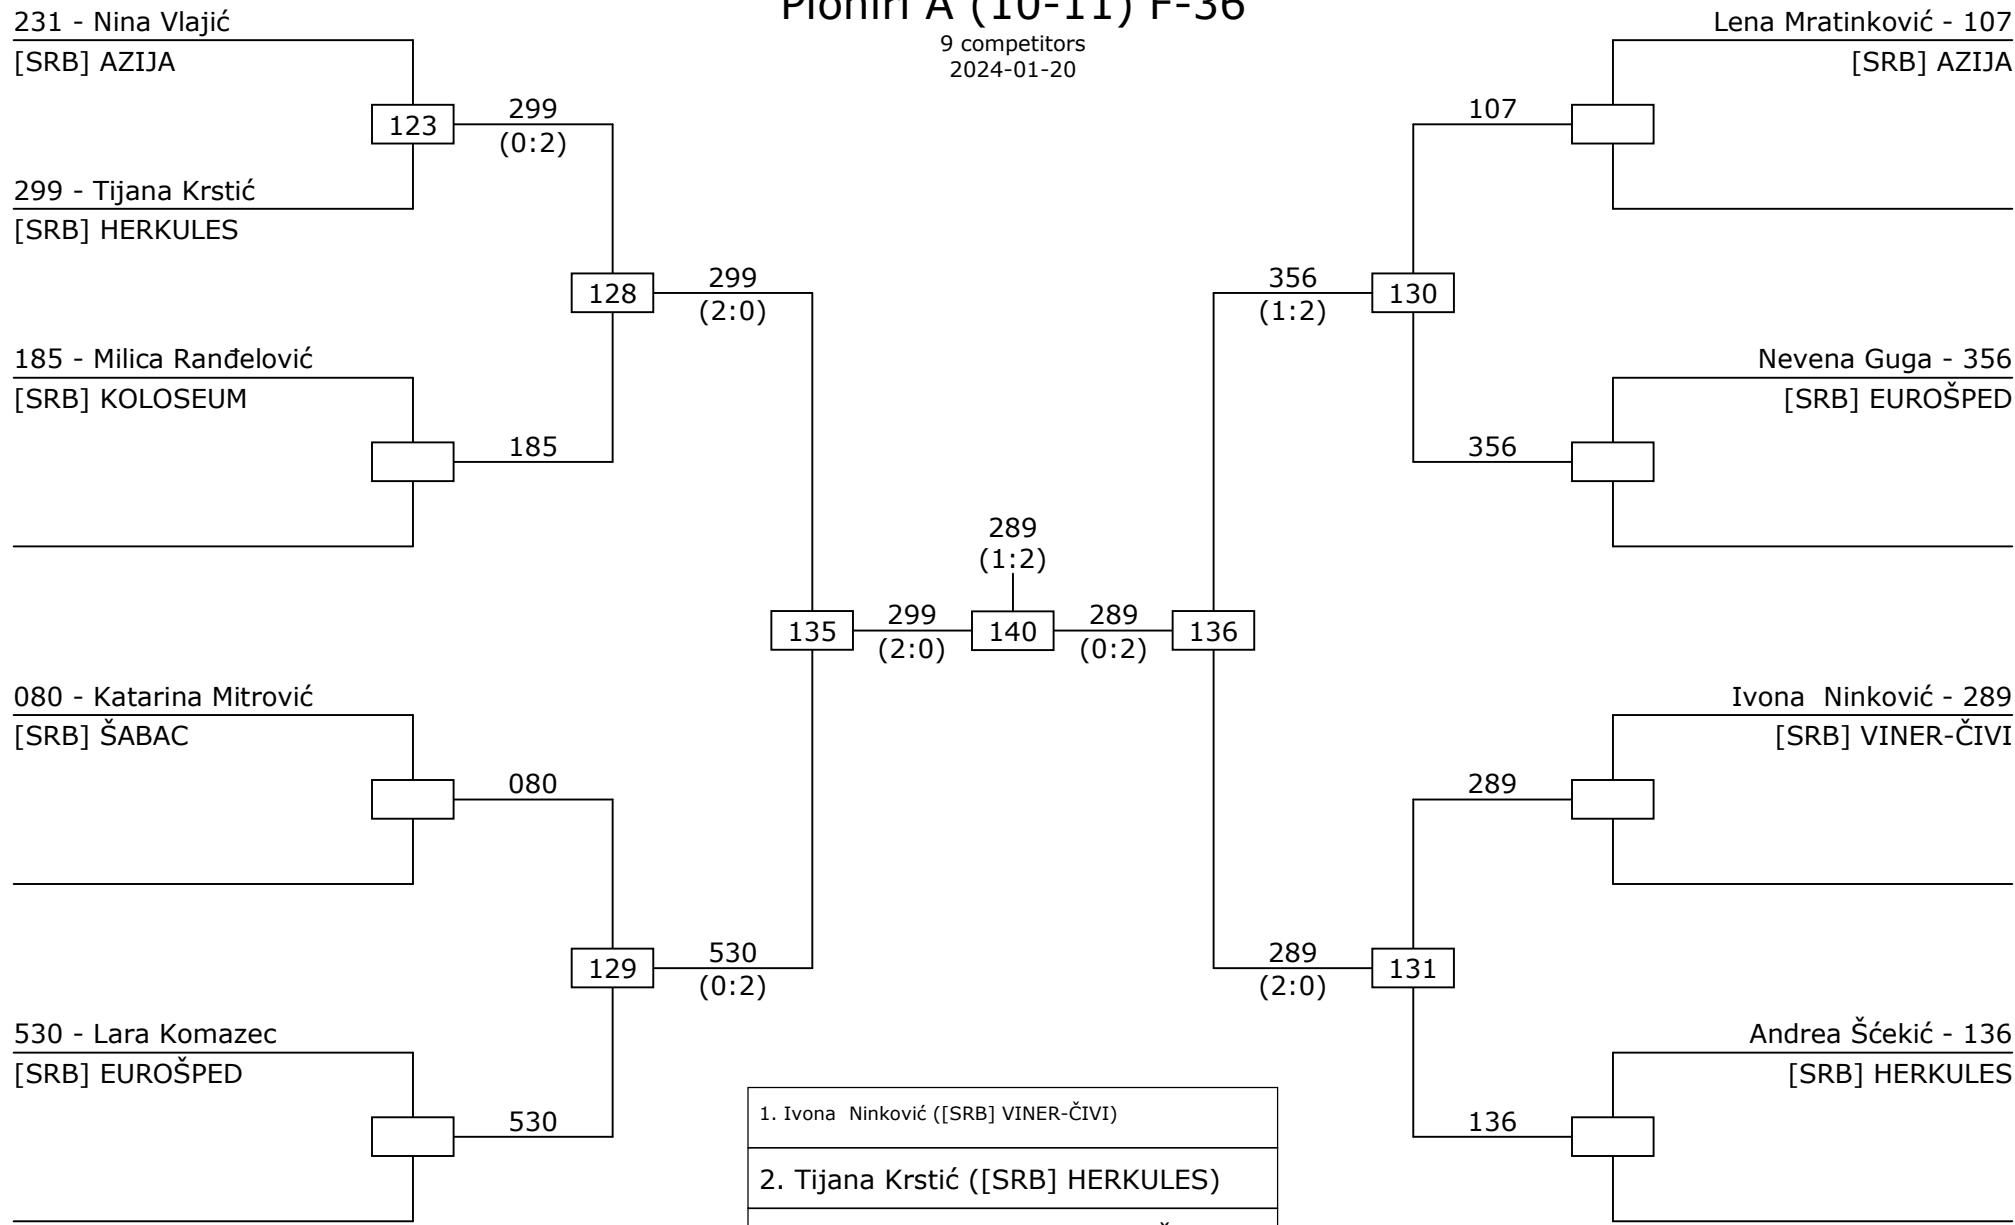 Pioniri A (10-11) F-36
9 competitors
2024-01-20
231 - Nina Vlajić
[SRB] AZIJA
123
299
(0:2)
299 - Tijana Krstić
[SRB] HERKULES
128
299
(2:0)
185 - Milica Ranđelović
[SRB] KOLOSEUM
185
080 - Katarina Mitrović
[SRB] ŠABAC
080
129
530
(0:2)
530 - Lara Komazec
[SRB] EUROŠPED
530
135
299
(2:0)
289
(1:2)
140
289
(0:2)
136
Lena Mratinković - 107
[SRB] AZIJA
107
356
(1:2)
130
Nevena Guga - 356
[SRB] EUROŠPED
356
Ivona  Ninković - 289
[SRB] VINER-ČIVI
289
289
(2:0)
131
Andrea Šćekić - 136
[SRB] HERKULES
136
1. Ivona  Ninković ([SRB] VINER-ČIVI)
2. Tijana Krstić ([SRB] HERKULES)